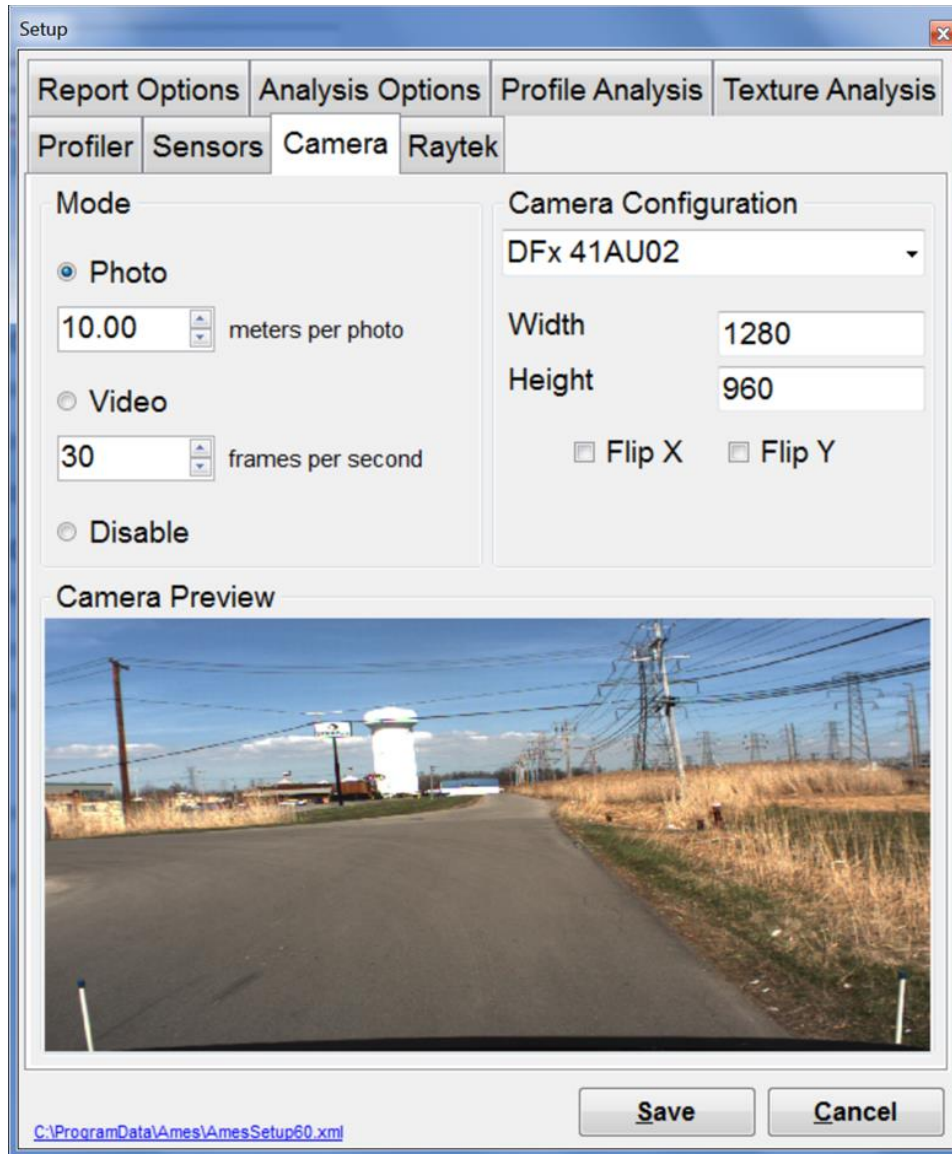 Setup
Report Options Analysis Options Profile Analysis Texture Analysis
Profiler Sensors Camera Raytek
Mode
Photo
10.00 meters per photo
Video
30 frames per second
Disable
Camera Configuration
DFx 41AU02
Width 1280
Height 960
Flip X Flip Y
Camera Preview
C:\ProgramData\Ames\AmesSetup60.xml
Save Cancel